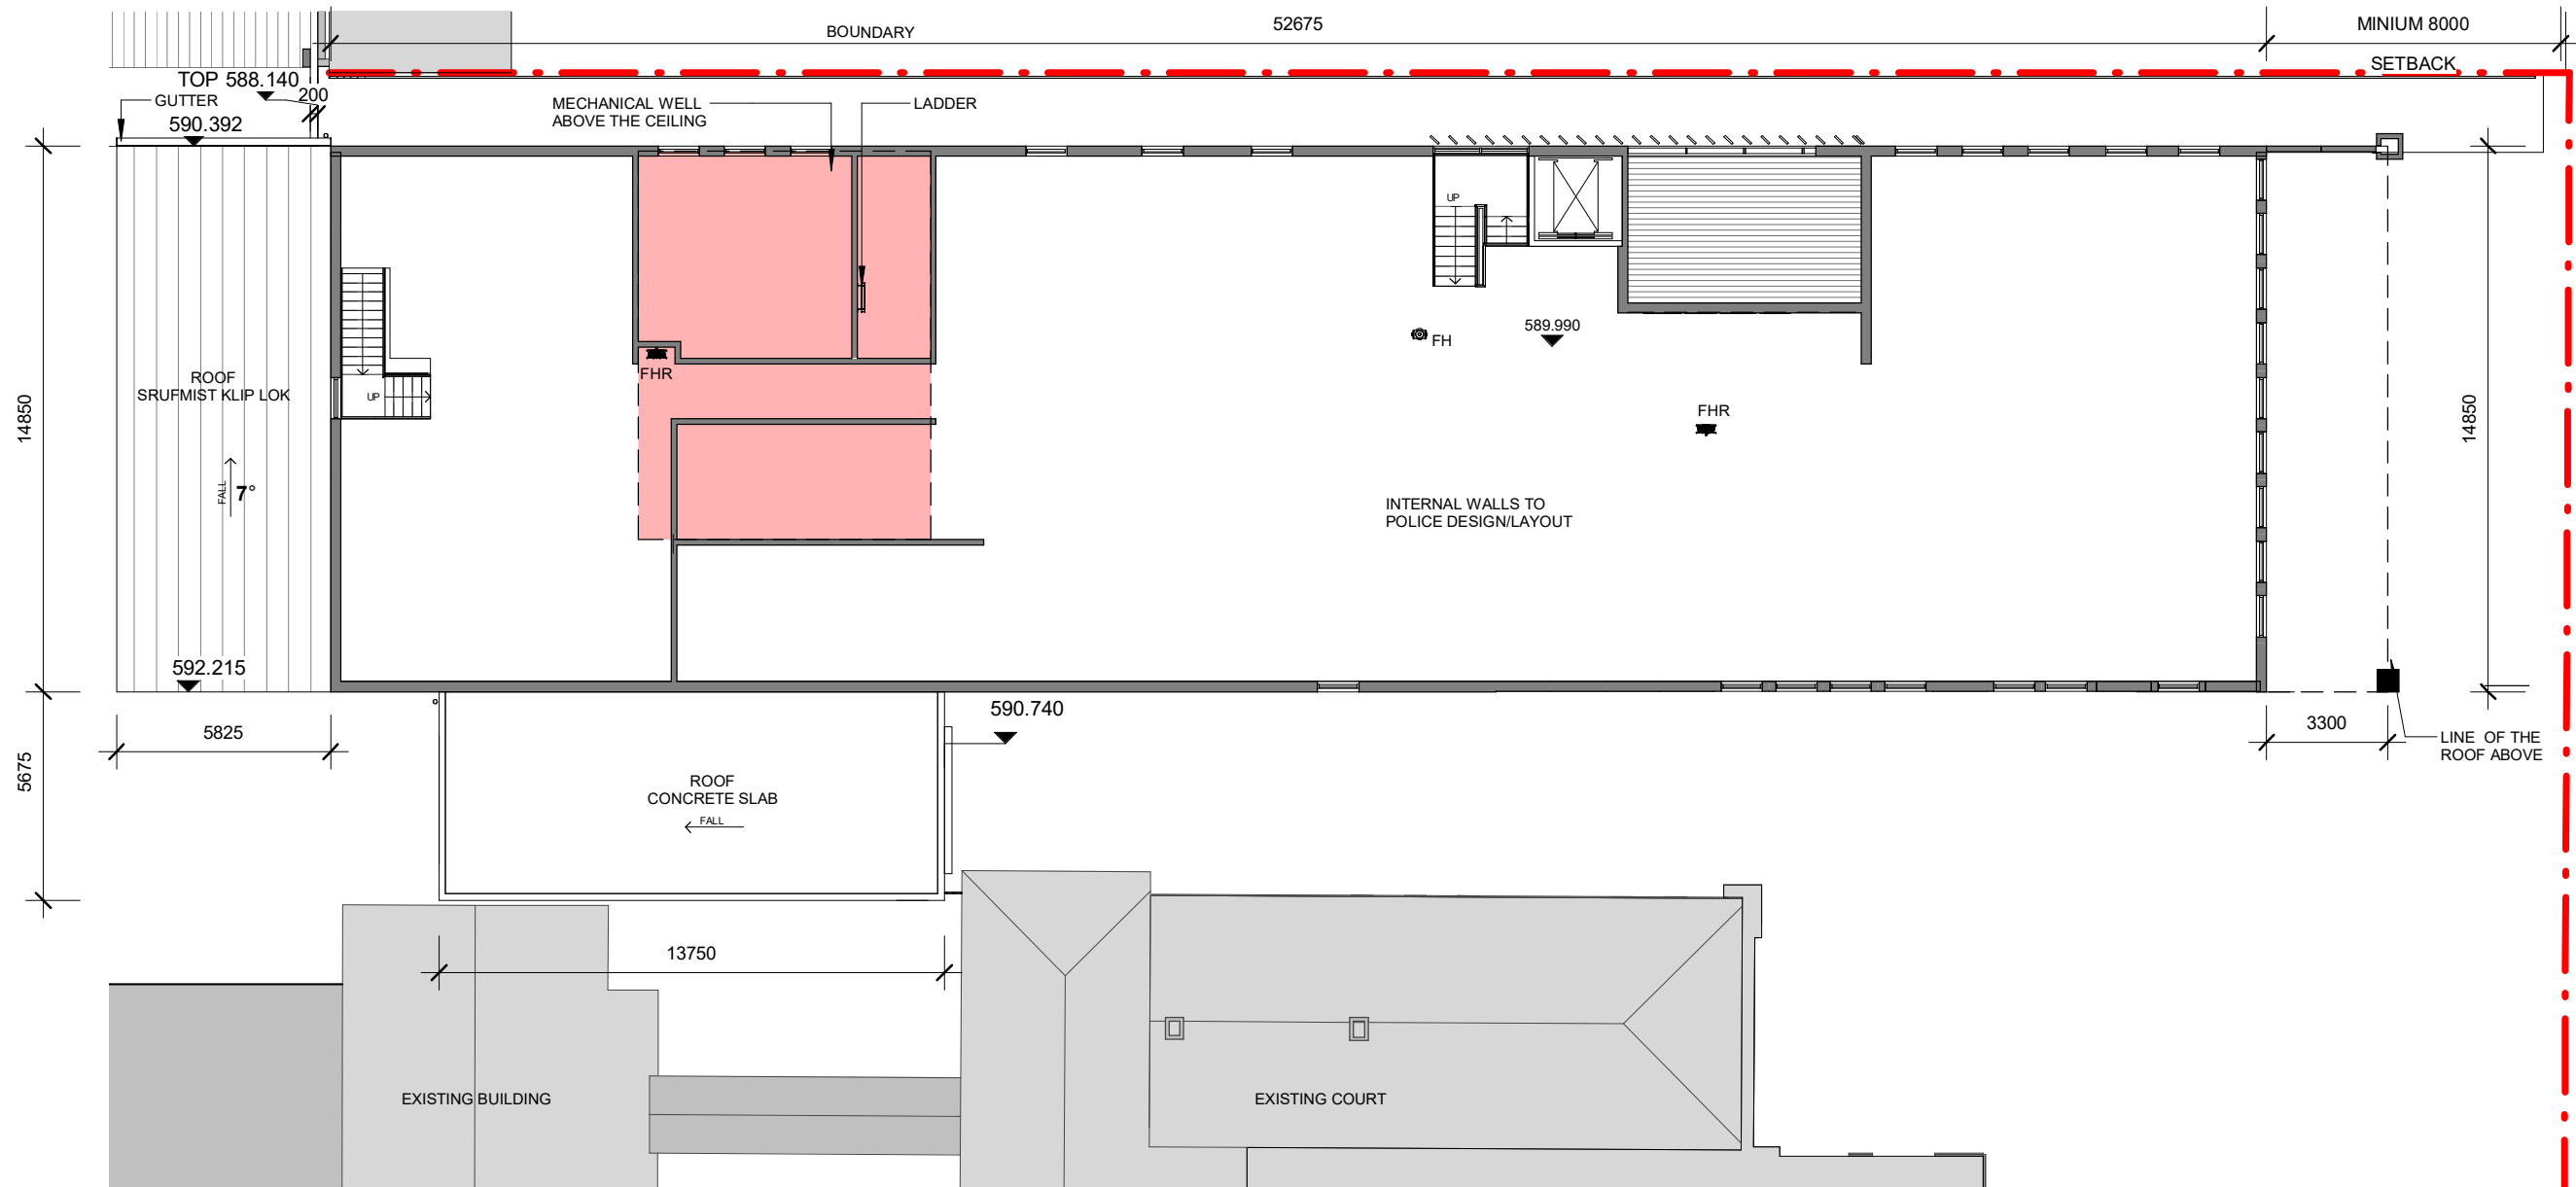 BOUNDARY
52675
MINIUM 8000
SETBACK
TOP 588.140
200
GUTTER
590.392
MECHANICAL WELL
ABOVE THE CEILING
LADDER
UP
589.990
FH
FHR
ROOF
SRUFMIST KLIP LOK
UP
FHR
14850
14850
FALL
7°
INTERNAL WALLS TO
POLICE DESIGN/LAYOUT
592.215
590.740
5825
3300
LINE OF THE
ROOF ABOVE
5675
ROOF
CONCRETE SLAB
FALL
13750
EXISTING BUILDING
EXISTING COURT